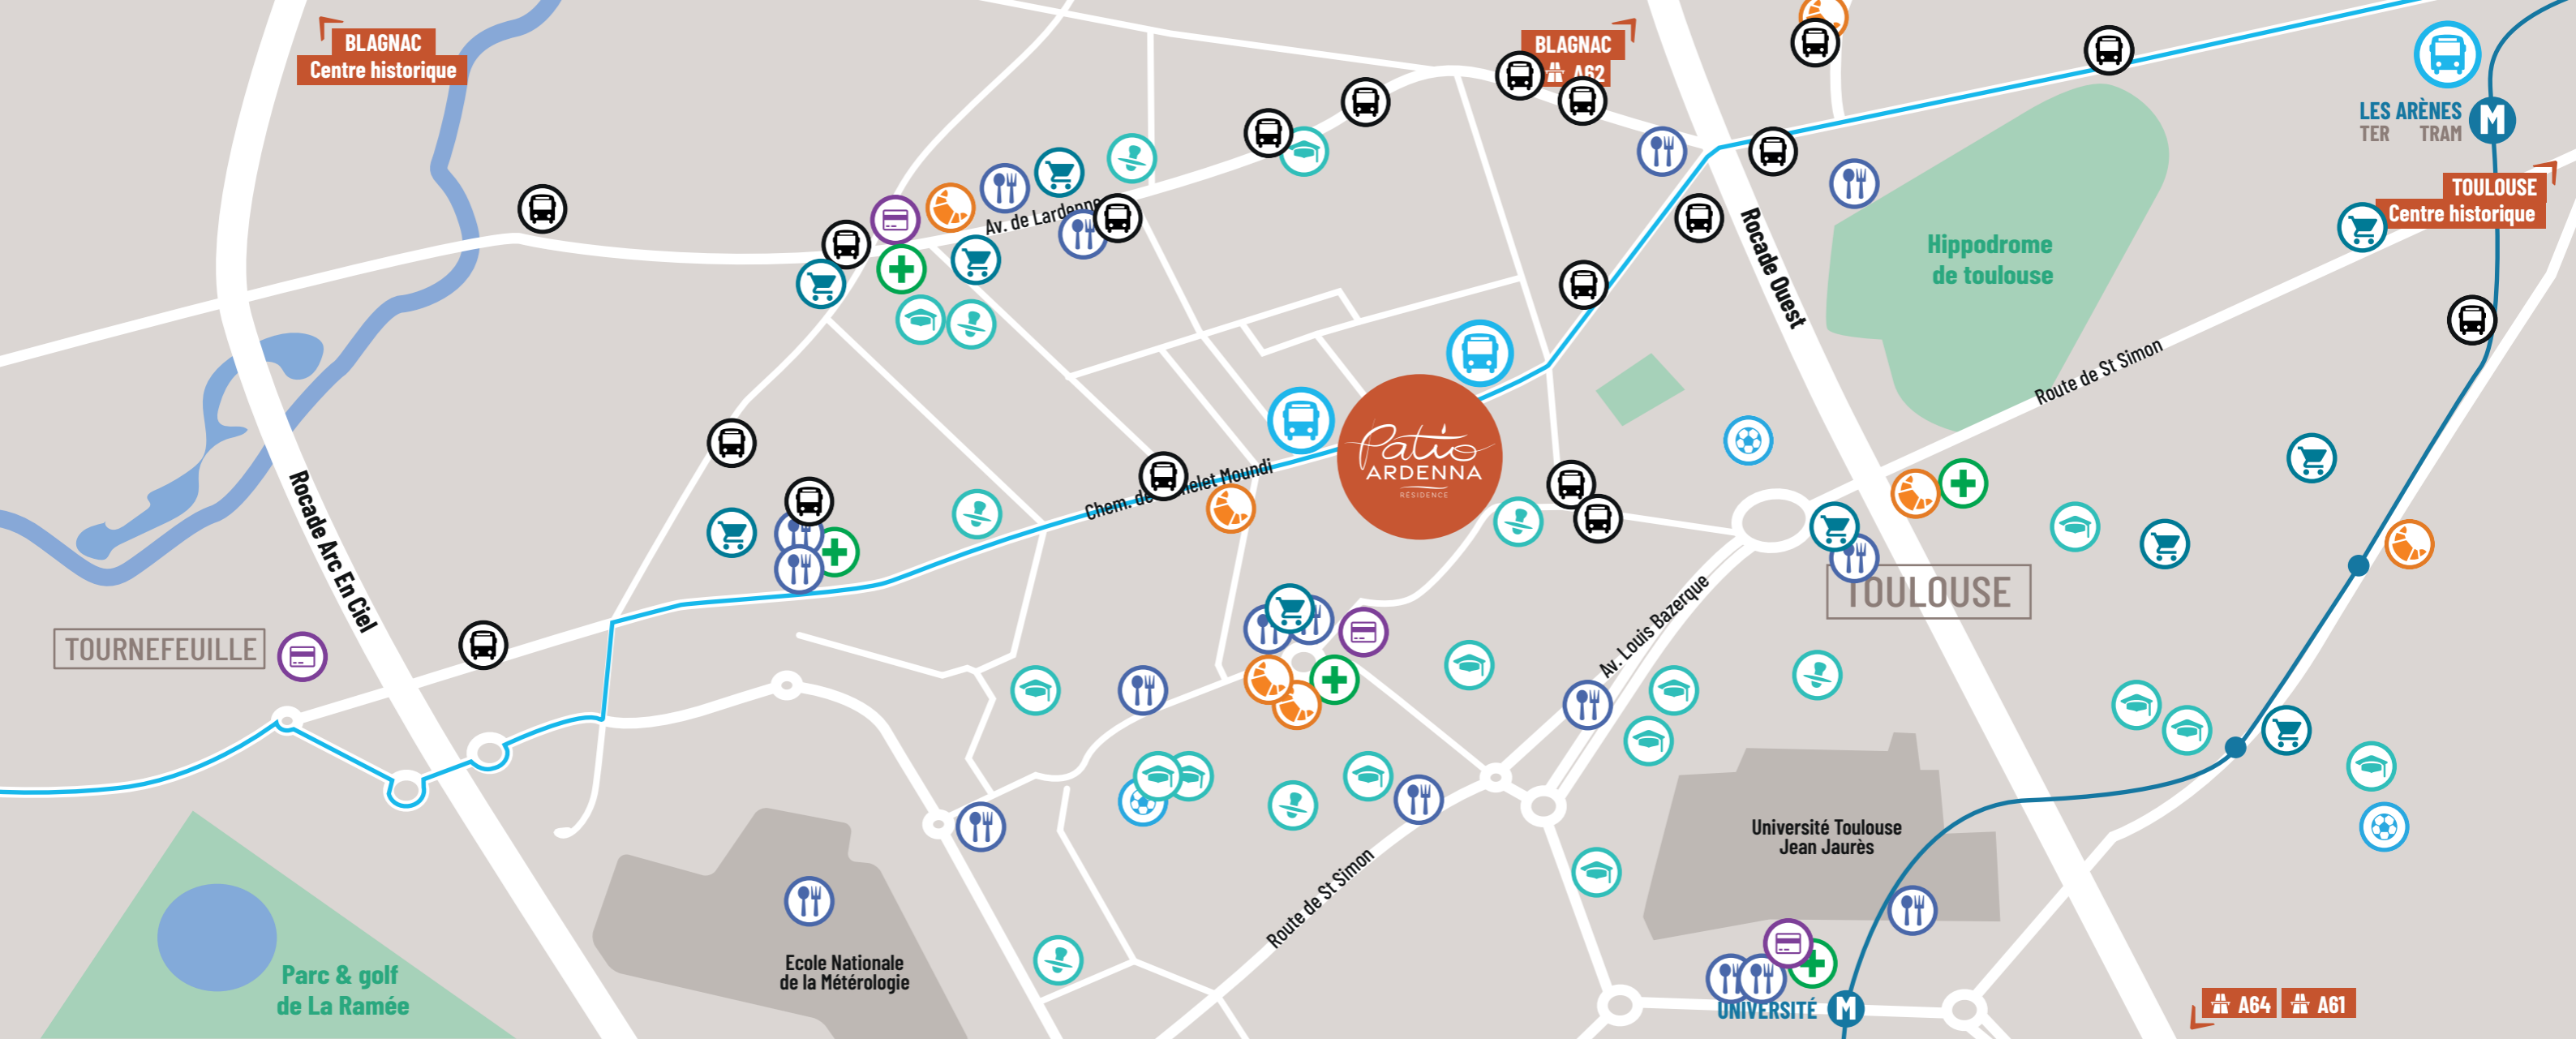 BLAGNAC
Centre historique
BLAGNAC
A62
LES ARÈNES
TER TRAM
M
TOULOUSE
Centre historique
Av. de Lardenne
Rocade Ouest
Hippodrome
de toulouse
Route de St Simon
Patio
ARDENNA
RÉSIDENCE
Chem. de
Moundi
Rocade Arc En Ciel
TOURNEFEUILLE
TOULOUSE
Av. Louis Bazerque
Université Toulouse
Jean Jaurès
Route de St Simon
Ecole Nationale
de la Métérologie
Parc & golf
de La Ramée
UNIVERSITÉ
M
A64
A61